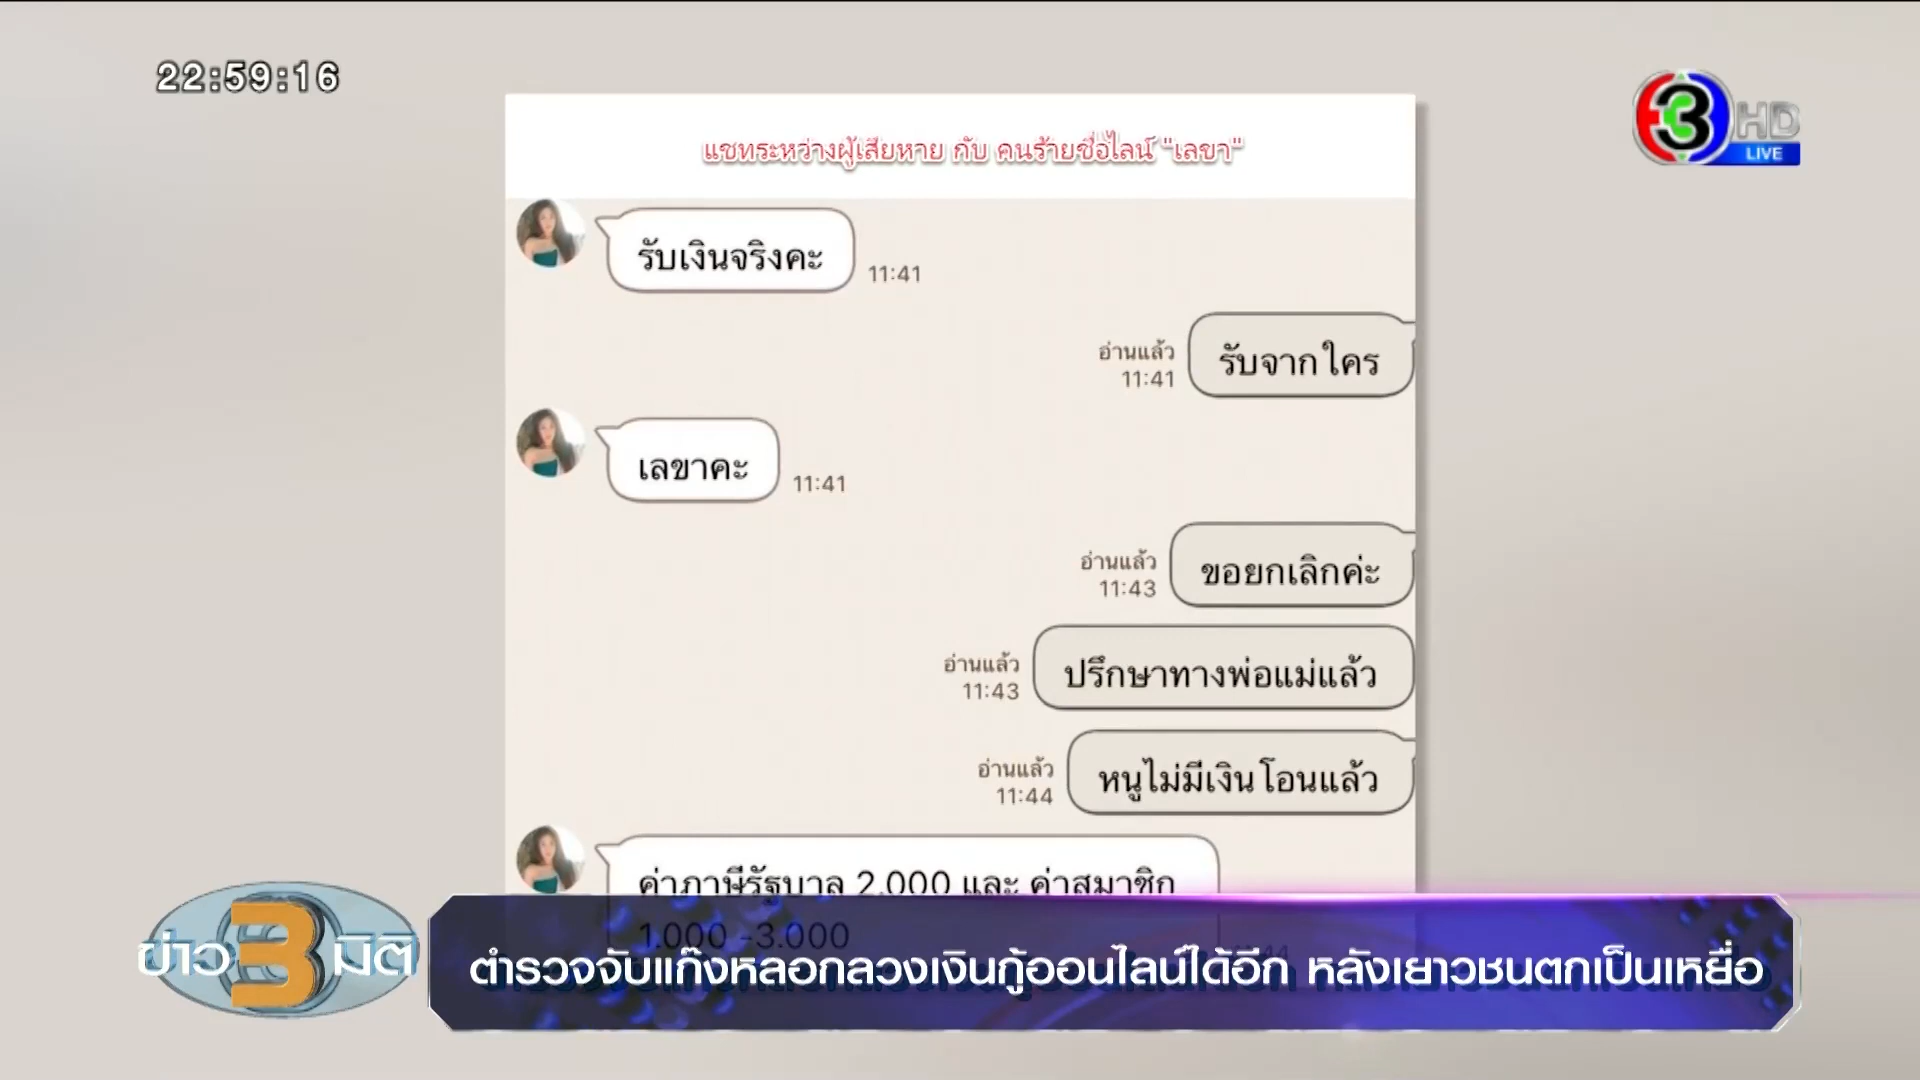 22:59:16
3HD
LIVE
แชทระหว่างผู้เสียหาย กับ คนร้ายชื่อไลน์ "เลขา"
รับเงินจริงคะ
11:41
อ่านแล้ว
11:41
รับจากใคร
เลขาคะ
11:41
อ่านแล้ว
11:43
ขอยกเลิกค่ะ
อ่านแล้ว
11:43
ปรึกษาทางพ่อแม่แล้ว
อ่านแล้ว
11:44
หนูไม่มีเงินโอนแล้ว
ค่าภาษีรัฐบาล 2.000 และ ค่าสมาชิก
1.000 -3.000
ข่าว 3 มิติ
ตำรวจจับแก๊งหลอกลวงเงินกู้ออนไลน์ได้อีก หลังเยาวชนตกเป็นเหยื่อ